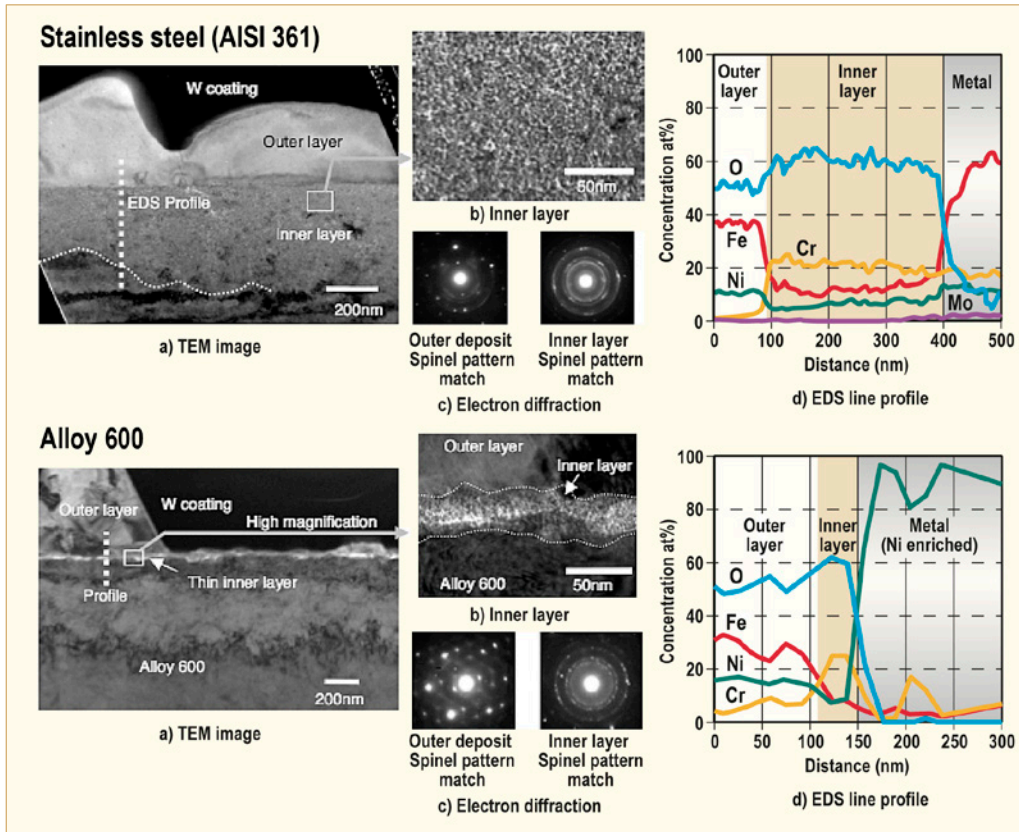 Stainless steel (AISI 361)
W coating
Outer layer
EDS Profile
Inner layer
200nm
a) TEM image
50nm
b) Inner layer
Outer deposit
Spinel pattern
match
Inner layer
Spinel pattern
match
c) Electron diffraction
Concentration at%
100
80
60
40
20
0
Outer
layer
Inner
layer
Metal
O
Fe
Cr
Ni
Mo
0 100 200 300 400 500
Distance (nm)
d) EDS line profile
Alloy 600
Outer layer
W coating
High magnification
Thin inner layer
Profile
Alloy 600
200nm
a) TEM image
Outer layer
Inner layer
Alloy 600
50nm
b) Inner layer
Outer deposit
Spinel pattern
match
Inner layer
Spinel pattern
match
c) Electron diffraction
Concentration at%
100
80
60
40
20
0
Outer
layer
Inner
layer
Metal
(Ni enriched)
O
Fe
Ni
Cr
0 50 100 150 200 250 300
Distance (nm)
d) EDS line profile